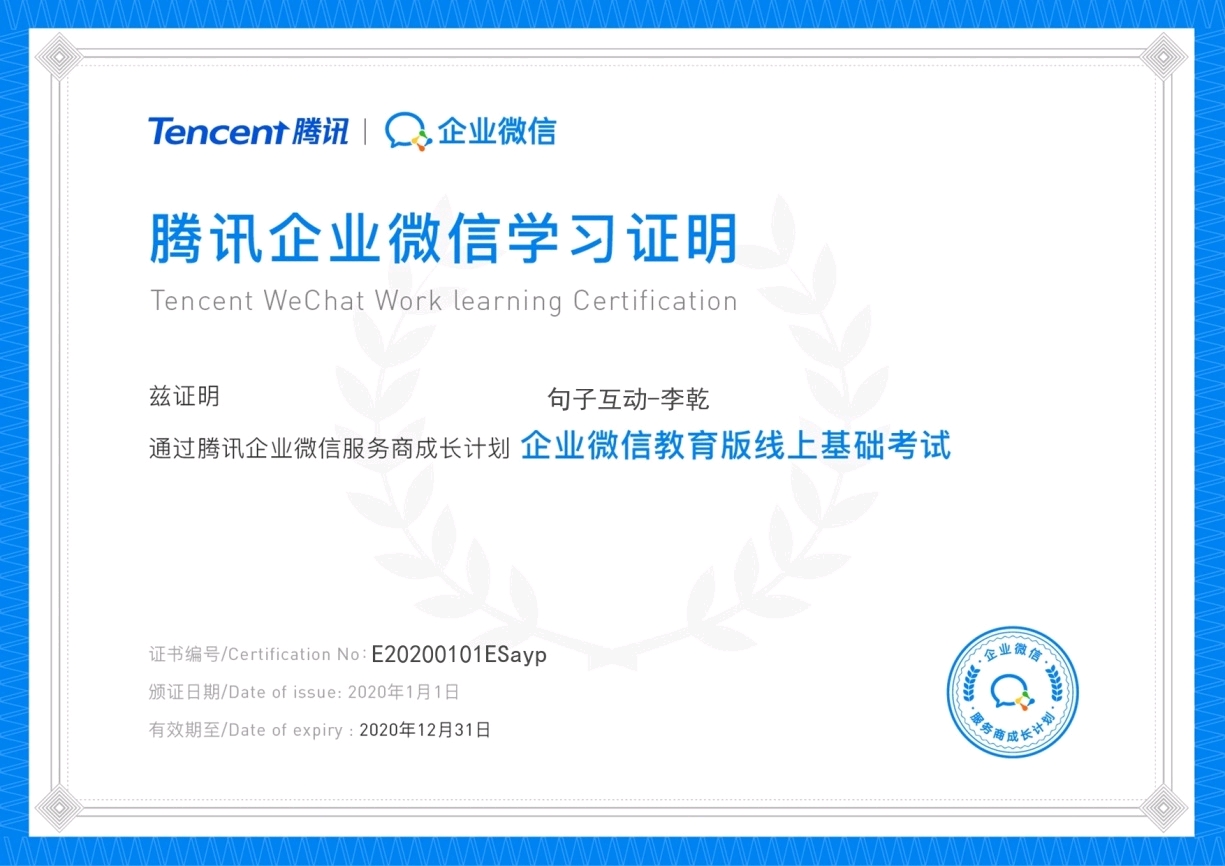 Tencent 腾讯 | 企业微信
腾讯企业微信学习证明
Tencent WeChat Work learning Certification
兹证明 句子互动-李乾
通过腾讯企业微信服务商成长计划 企业微信教育版线上基础考试
证书编号/Certification No: E20200101ESayp
颁证日期/Date of issue: 2020年1月1日
有效期至/Date of expiry : 2020年12月31日
·企业微信·
·服务商成长计划·